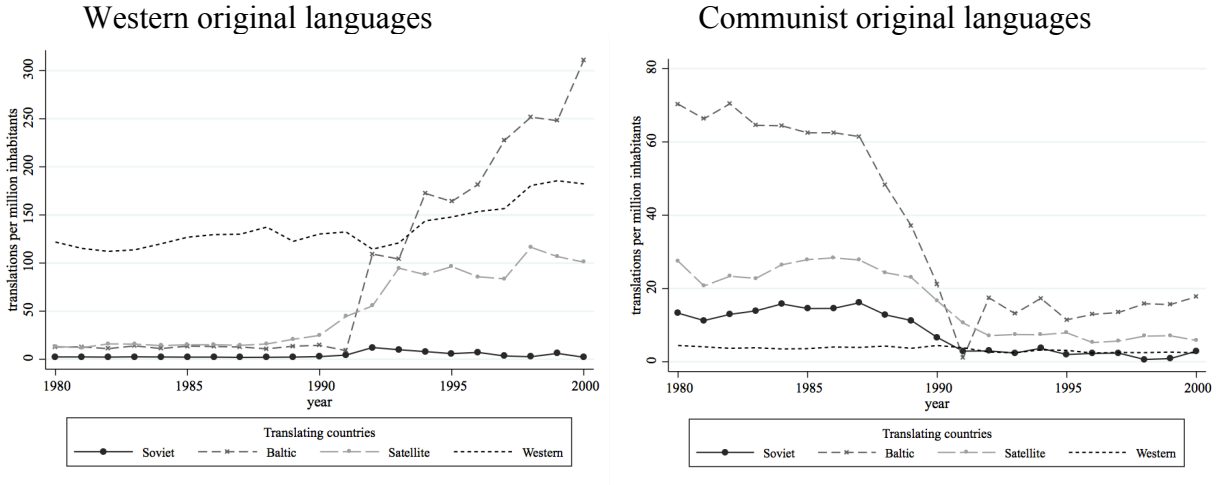 Western original languages
translations per million inhabitants
300
250
200
150
100
50
0
1980 1985 1990 1995 2000
year
Translating countries
Soviet Baltic Satellite Western
Communist original languages
translations per million inhabitants
80
60
40
20
0
1980 1985 1990 1995 2000
year
Translating countries
Soviet Baltic Satellite Western